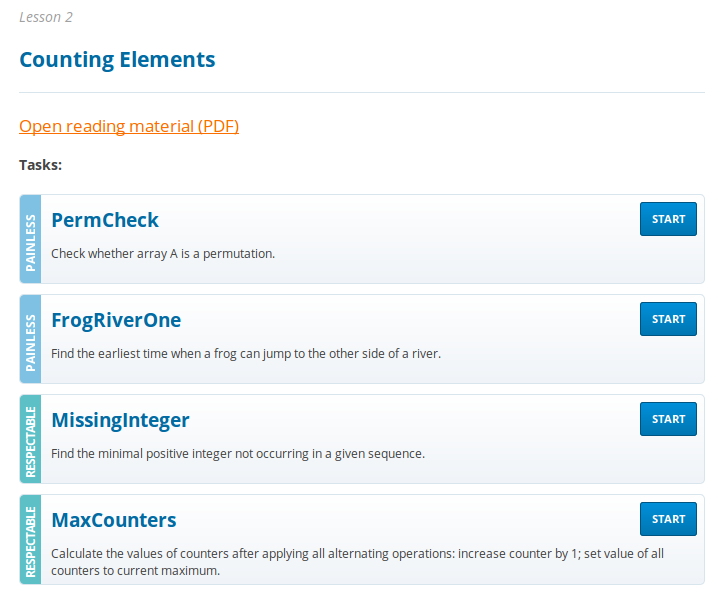 Lesson 2
Counting Elements
Open reading material (PDF)
Tasks:
PAINLESS
PermCheck
START
Check whether array A is a permutation.
PAINLESS
FrogRiverOne
START
Find the earliest time when a frog can jump to the other side of a river.
RESPECTABLE
MissingInteger
START
Find the minimal positive integer not occurring in a given sequence.
RESPECTABLE
MaxCounters
START
Calculate the values of counters after applying all alternating operations: increase counter by 1; set value of all
counters to current maximum.